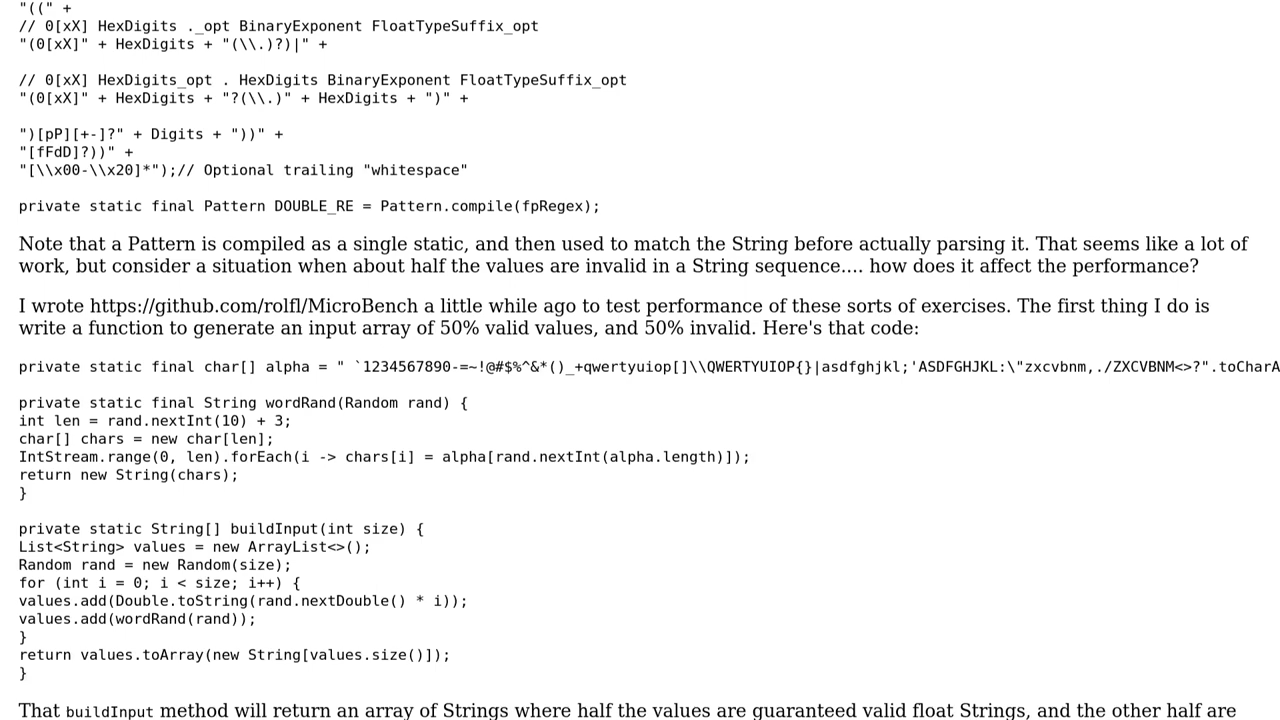 "((" +
// 0[xX] HexDigits ._opt BinaryExponent FloatTypeSuffix_opt
"(0[xX]" + HexDigits + "(\\.)?)|" +
// 0[xX] HexDigits_opt . HexDigits BinaryExponent FloatTypeSuffix_opt
"(0[xX]" + HexDigits + "?(\\.)" + HexDigits + ")" +
")[pP][+-]?" + Digits + "))" +
"[fFdD]?))" +
"[\\x00-\\x20]*");// Optional trailing "whitespace"
private static final Pattern DOUBLE_RE = Pattern.compile(fpRegex);
Note that a Pattern is compiled as a single static, and then used to match the String before actually parsing it. That seems like a lot of
work, but consider a situation when about half the values are invalid in a String sequence.... how does it affect the performance?
I wrote https://github.com/rolfl/MicroBench a little while ago to test performance of these sorts of exercises. The first thing I do is
write a function to generate an input array of 50% valid values, and 50% invalid. Here's that code:
private static final char[] alpha = " `1234567890-=~!@#$%^&*()_+qwertyuiop[]\\QWERTYUIOP{}|asdfghjkl;'ASDFGHJKL:\"zxcvbnm,./ZXCVBNM<>?".toCharA
private static final String wordRand(Random rand) {
int len = rand.nextInt(10) + 3;
char[] chars = new char[len];
IntStream.range(0, len).forEach(i -> chars[i] = alpha[rand.nextInt(alpha.length)]);
return new String(chars);
}
private static String[] buildInput(int size) {
List<String> values = new ArrayList<>();
Random rand = new Random(size);
for (int i = 0; i < size; i++) {
values.add(Double.toString(rand.nextDouble() * i));
values.add(wordRand(rand));
}
return values.toArray(new String[values.size()]);
}
That buildInput method will return an array of Strings where half the values are guaranteed valid float Strings, and the other half are